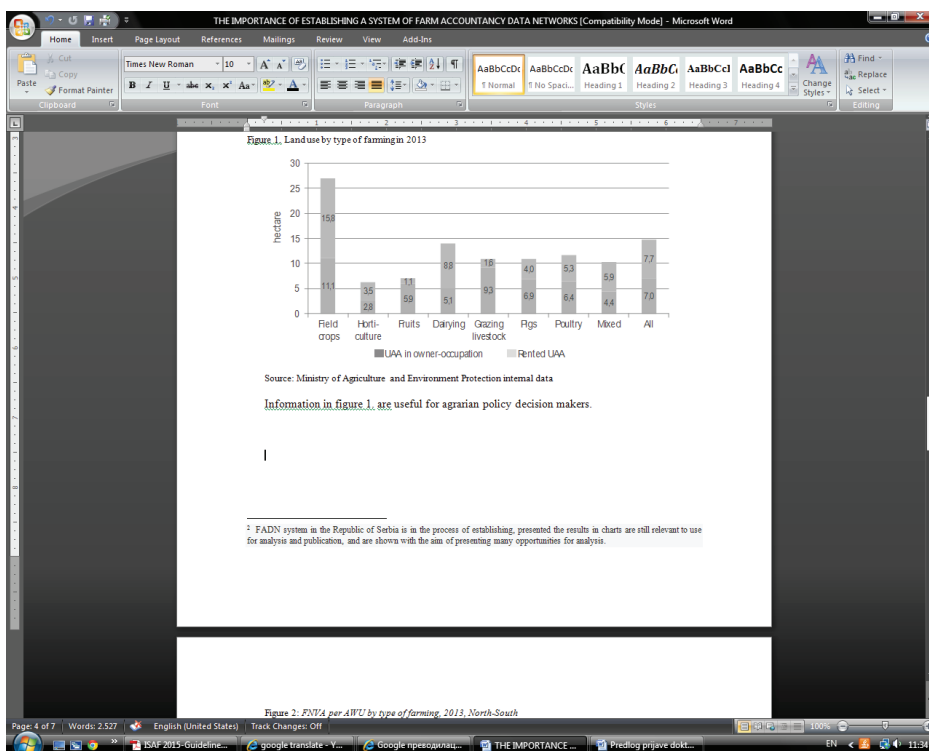 THE IMPORTANCE OF ESTABLISHING A SYSTEM OF FARM ACCOUNTANCY DATA NETWORKS [Compatibility Mode] - Microsoft Word
Home Insert Page Layout References Mailings Review View Add-Ins
Paste
Cut
Copy
Format Painter
Clipboard
Times New Roman 10
Font
Paragraph
AaBbCcDc AaBbCcDc AaBbC AaBbC AaBbCcI AaBbCc
¶ Normal ¶ No Spaci... Heading 1 Heading 2 Heading 3 Heading 4
Change Styles
Styles
Find
Replace
Select
Editing
Figure 1. Land use by type of farming in 2013
hectare
30
25
20
15
10
5
0
15,9 11,1
3,5 2,8
1,1 5,9
8,8 5,1
1,6 9,3
4,0 6,9
5,3 6,4
5,9 4,4
7,7 7,0
Field crops Horti-culture Fruits Dairying Grazing livestock Pigs Poultry Mixed All
UAA in owner-occupation Rented UAA
Source: Ministry of Agriculture and Environment Protection internal data
Information in figure 1. are useful for agrarian policy decision makers.
2 FADN system in the Republic of Serbia is in the process of establishing, presented the results in charts are still relevant to use
for analysis and publication, and are shown with the aim of presenting many opportunities for analysis.
Figure 2: FNVA per AWU by type of farming, 2013, North-South
Page: 4 of 7 Words: 2.527 English (United States) Track Changes: Off 100%
ISAF 2015-Guideline... google translate - Y... Google преводилац... THE IMPORTANCE ... Predlog prijave dokt... EN 11:34